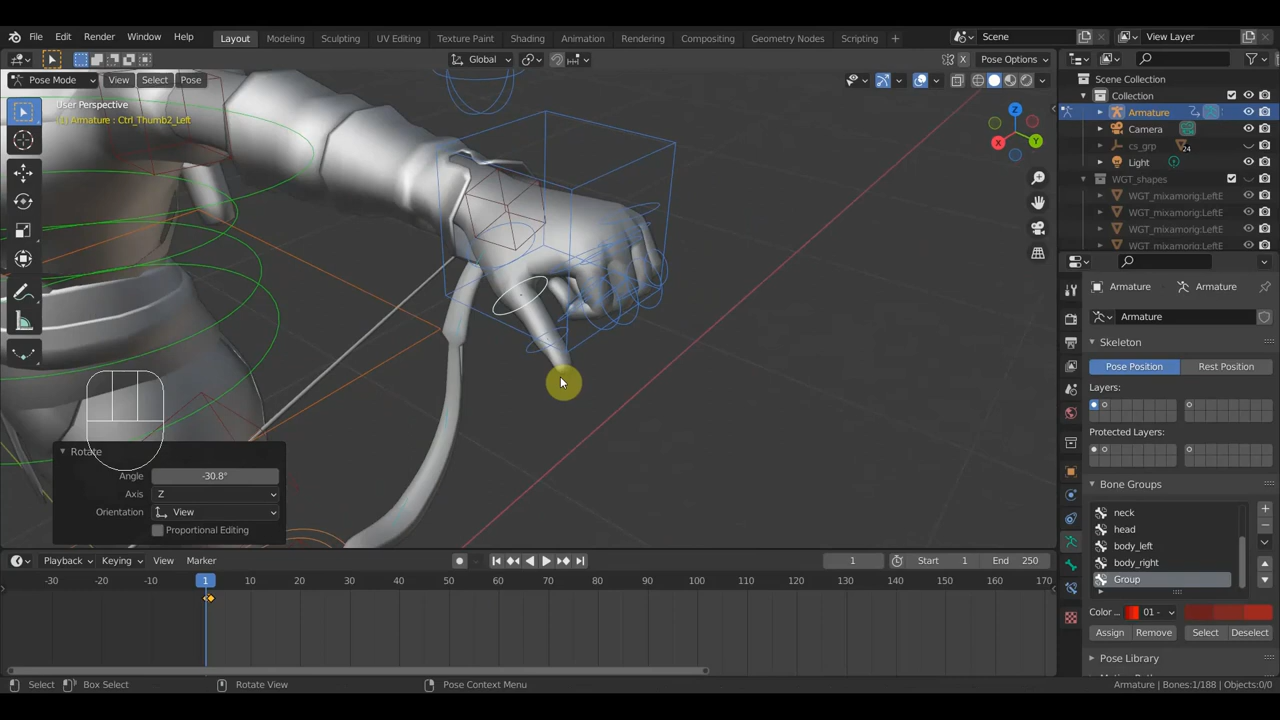 File Edit Render Window Help Layout Modeling Sculpting UV Editing Texture Paint Shading Animation Rendering Compositing Geometry Nodes Scripting + Scene View Layer
Global Pose Options
Pose Mode View Select Pose
User Perspective
(1) Armature : Ctrl_Thumb2_Left
Z
X
Y
Scene Collection
Collection
Armature
Camera
cs_grp 24
Light
WGT_shapes
WGT_mixamorig:LeftE
WGT_mixamorig:LeftE
WGT_mixamorig:LeftE
WGT_mixamorig:LeftE
Armature Armature
Armature
Skeleton
Pose Position Rest Position
Layers:
Protected Layers:
Bone Groups
neck
head
body_left
body_right
Group
Color ... 01 -
Assign Remove Select Deselect
Pose Library
Rotate
Angle -30.8°
Axis Z
Orientation View
Proportional Editing
Playback Keying View Marker 1 Start 1 End 250
-30 -20 -10 1 10 20 30 40 50 60 70 80 90 100 110 120 130 140 150 160 170
Select Box Select Rotate View Pose Context Menu Armature | Bones:1/188 | Objects:0/0